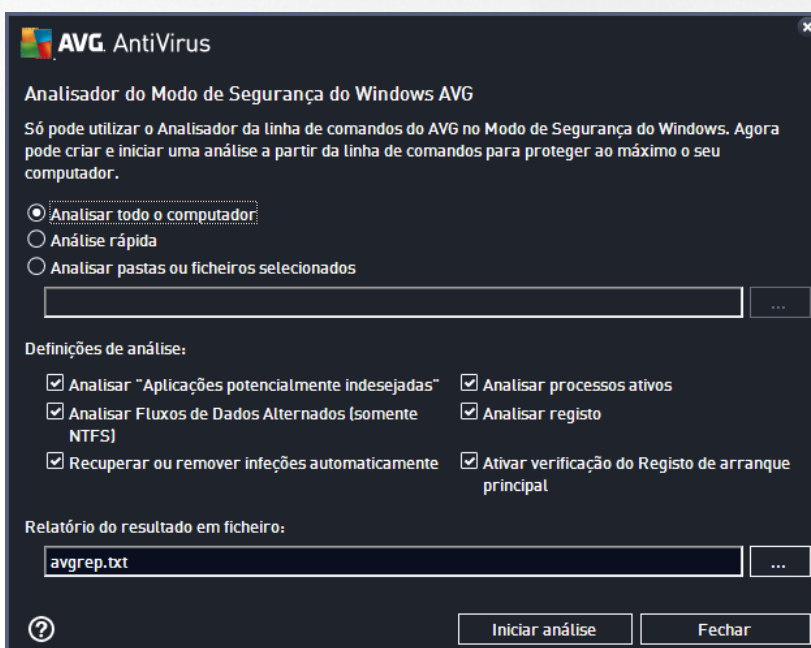 AVG AntiVirus
Analisador do Modo de Segurança do Windows AVG
Só pode utilizar o Analisador da linha de comandos do AVG no Modo de Segurança do Windows. Agora
pode criar e iniciar uma análise a partir da linha de comandos para proteger ao máximo o seu
computador.
Analisar todo o computador
Análise rápida
Analisar pastas ou ficheiros selecionados
...
Definições de análise:
Analisar "Aplicações potencialmente indesejadas"
Analisar processos ativos
Analisar Fluxos de Dados Alternados (somente
NTFS)
Analisar registo
Recuperar ou remover infeções automaticamente
Ativar verificação do Registo de arranque
principal
Relatório do resultado em ficheiro:
avgrep.txt
...
Iniciar análise
Fechar